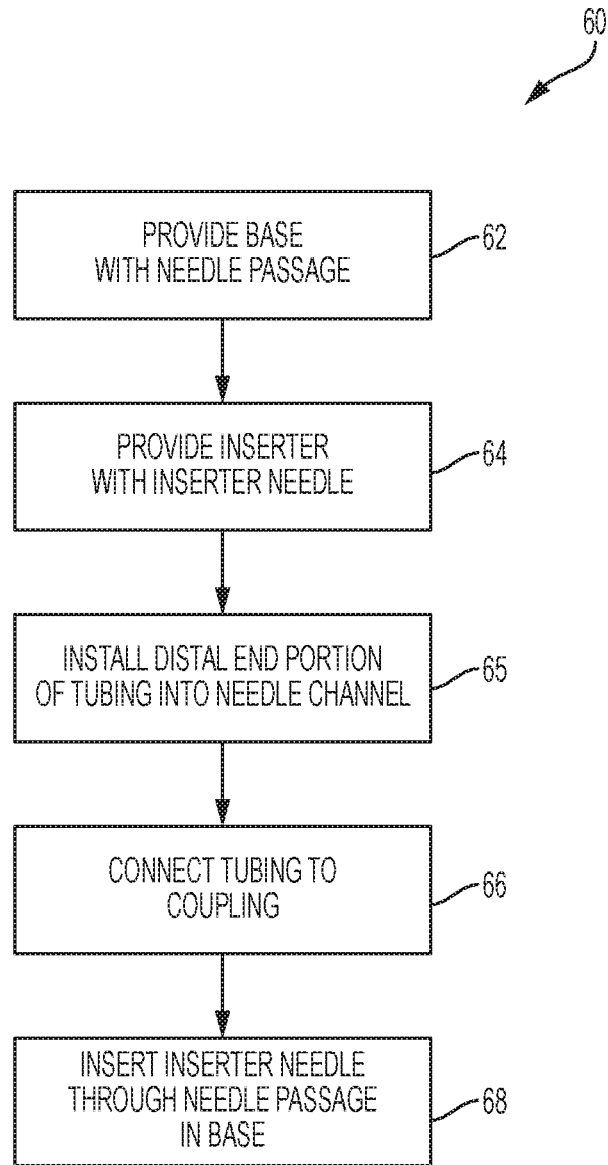 60
PROVIDE BASE
WITH NEEDLE PASSAGE
62
PROVIDE INSERTER
WITH INSERTER NEEDLE
64
INSTALL DISTAL END PORTION
OF TUBING INTO NEEDLE CHANNEL
65
CONNECT TUBING TO
COUPLING
66
INSERT INSERTER NEEDLE
THROUGH NEEDLE PASSAGE
IN BASE
68